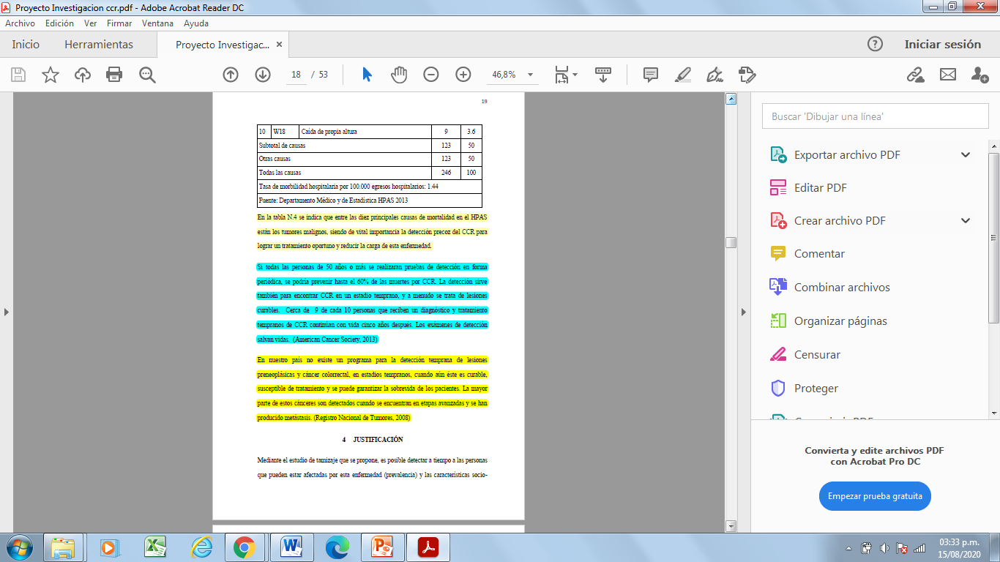 Proyecto Investigacion ccr.pdf - Adobe Acrobat Reader DC
Archivo Edición Ver Firmar Ventana Ayuda
Inicio Herramientas Proyecto Investigac... × Iniciar sesión
18 / 53 46,8%
19
10 W18 Caída de propia altura 9 3.6
Subtotal de causas 123 50
Otras causas 123 50
Todas las causas 246 100
Tasa de morbilidad hospitalaria por 100.000 egresos hospitalarios: 1.44
Fuente: Departamento Médico y de Estadística HPAS 2013
En la tabla N.4 se indica que entre las diez principales causas de mortalidad en el HPAS
están los tumores malignos, siendo de vital importancia la detección precoz del CCR para
lograr un tratamiento oportuno y reducir la carga de esta enfermedad.
Si todas las personas de 50 años o más se realizaran pruebas de detección en forma
periódica, se podría prevenir hasta el 60% de las muertes por CCR. La detección sirve
también para encontrar CCR en un estadio temprano, y a menudo se trata de lesiones
curables. Cerca de 9 de cada 10 personas que reciben un diagnóstico y tratamiento
tempranos de CCR continúan con vida cinco años después. Los exámenes de detección
salvan vidas. (American Cancer Society, 2013)
En nuestro país no existe un programa para la detección temprana de lesiones
preneoplásicas y cáncer colorrectal, en estadios tempranos, cuando aún éste es curable,
susceptible de tratamiento y se puede garantizar la sobrevida de los pacientes. La mayor
parte de estos cánceres son detectados cuando se encuentran en etapas avanzadas y se han
producido metástasis. (Registro Nacional de Tumores, 2008)
4 JUSTIFICACIÓN
Mediante el estudio de tamizaje que se propone, es posible detectar a tiempo a las personas
que pueden estar afectadas por esta enfermedad (prevalencia) y las características socio-
Buscar 'Dibujar una línea'
Exportar archivo PDF
Editar PDF
Crear archivo PDF
Comentar
Combinar archivos
Organizar páginas
Censurar
Proteger
Convierta y edite archivos PDF
con Acrobat Pro DC
Empezar prueba gratuita
03:33 p.m.
15/08/2020